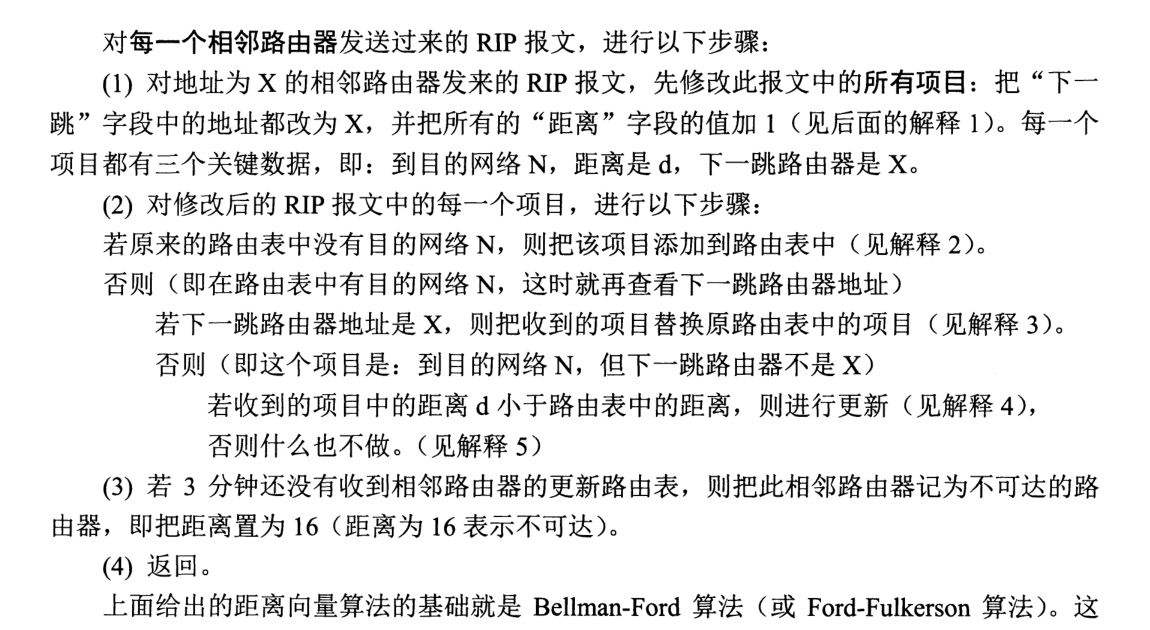 对每一个相邻路由器发送过来的 RIP 报文，进行以下步骤：
(1) 对地址为 X 的相邻路由器发来的 RIP 报文，先修改此报文中的所有项目：把“下一
跳”字段中的地址都改为 X，并把所有的“距离”字段的值加 1（见后面的解释 1）。每一个
项目都有三个关键数据，即：到目的网络 N，距离是 d，下一跳路由器是 X。
(2) 对修改后的 RIP 报文中的每一个项目，进行以下步骤：
若原来的路由表中没有目的网络 N，则把该项目添加到路由表中（见解释 2）。
否则（即在路由表中有目的网络 N，这时就再查看下一跳路由器地址）
若下一跳路由器地址是 X，则把收到的项目替换原路由表中的项目（见解释 3）。
否则（即这个项目是：到目的网络 N，但下一跳路由器不是 X）
若收到的项目中的距离 d 小于路由表中的距离，则进行更新（见解释 4），
否则什么也不做。（见解释 5）
(3) 若 3 分钟还没有收到相邻路由器的更新路由表，则把此相邻路由器记为不可达的路
由器，即把距离置为 16（距离为 16 表示不可达）。
(4) 返回。
上面给出的距离向量算法的基础就是 Bellman-Ford 算法（或 Ford-Fulkerson 算法）。这